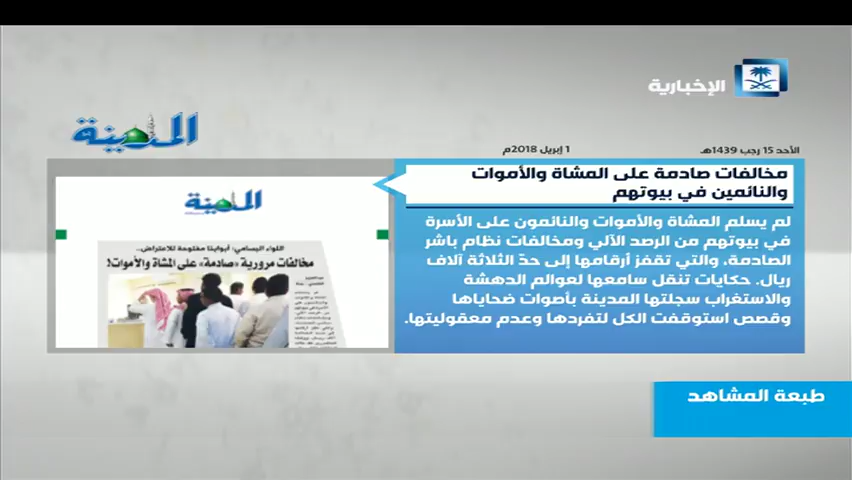 الإخبارية
المدينة
الأحد 15 رجب 1439هـ
1 إبريل 2018م
مخالفات صادمة على المشاة والأموات
والنائمين في بيوتهم
لم يسلم المشاة والأموات والنائمون على الأسرة
في بيوتهم من الرصد الآلي ومخالفات نظام باشر
الصادمة، والتي تقفز أرقامها إلى حدّ الثلاثة آلاف
ريال. حكايات تنقل سامعها لعوالم الدهشة
والاستغراب سجلتها المدينة بأصوات ضحاياها
وقصص استوقفت الكل لتفردها وعدم معقوليتها.
المدينة
اللواء البسامي: أبوابنا مفتوحة للاعتراض..
مخالفات مرورية «صادمة» على المشاة والأموات!
طبعة المشاهد